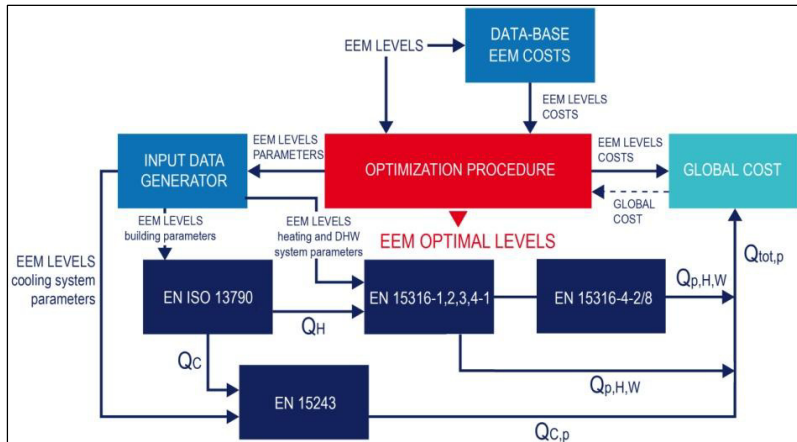 DATA-BASE
EEM COSTS
EEM LEVELS
EEM LEVELS
COSTS
EEM LEVELS
PARAMETERS
EEM LEVELS
COSTS
INPUT DATA
GENERATOR
OPTIMIZATION PROCEDURE
GLOBAL COST
GLOBAL
COST
EEM LEVELS
building parameters
EEM LEVELS
heating and DHW
system parameters
EEM OPTIMAL LEVELS
EEM LEVELS
cooling system
parameters
Qtot,p
EN ISO 13790
EN 15316-1,2,3,4-1
EN 15316-4-2/8
Qp,H,W
QH
QC
Qp,H,W
EN 15243
QC,p